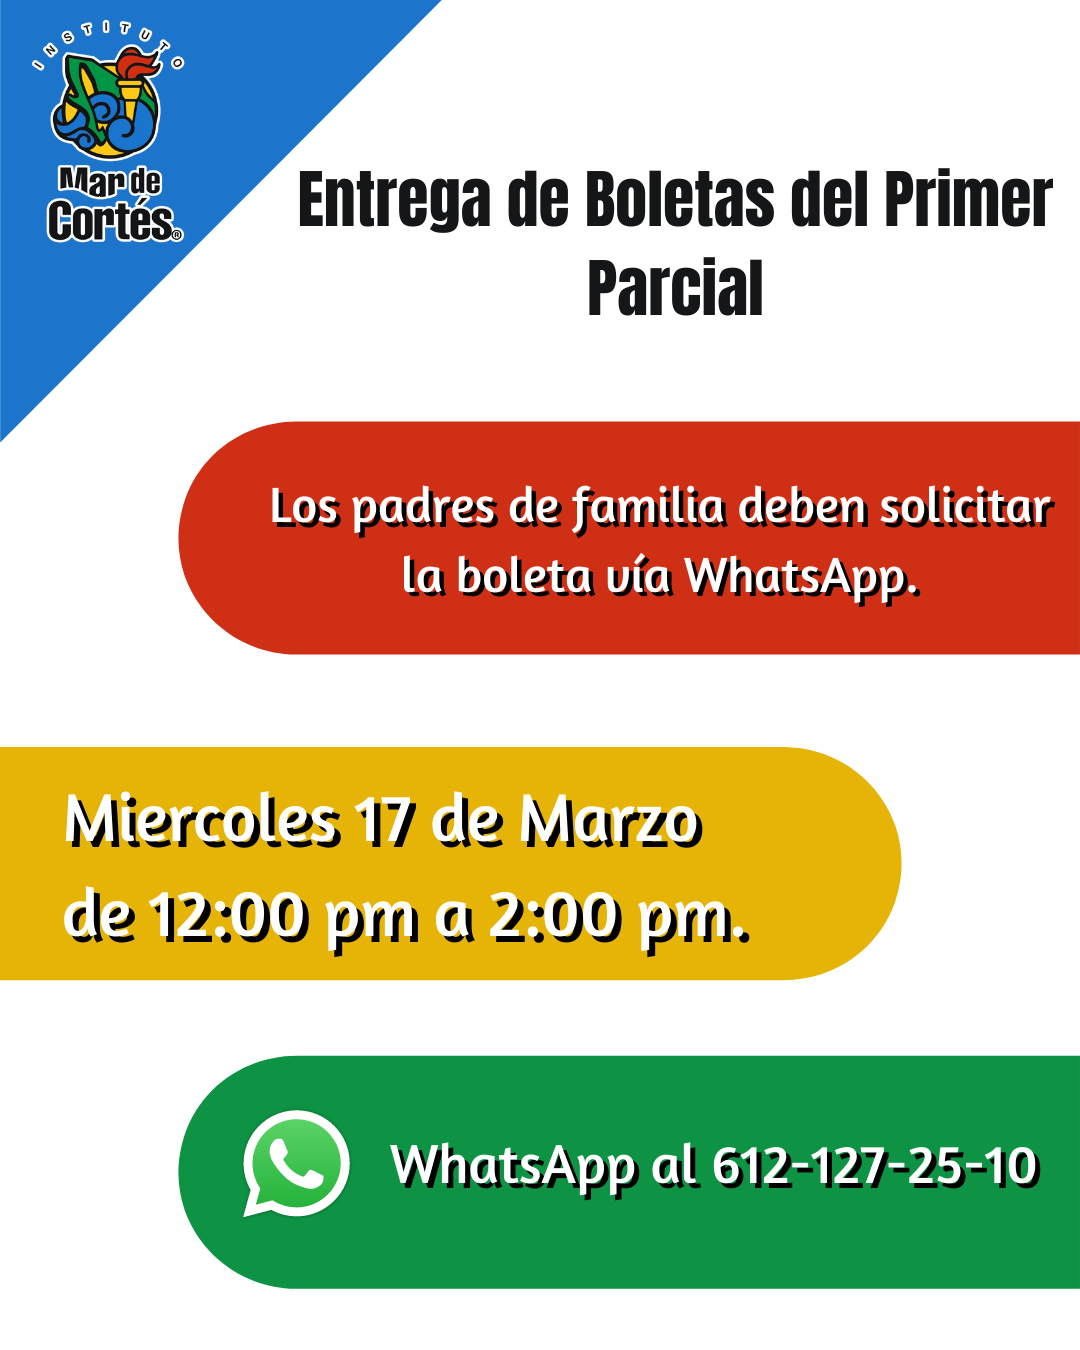 INSTITUTO
Mar de
Cortés®
Entrega de Boletas del Primer
Parcial
Los padres de familia deben solicitar
la boleta vía WhatsApp.
Miercoles 17 de Marzo
de 12:00 pm a 2:00 pm.
WhatsApp al 612-127-25-10